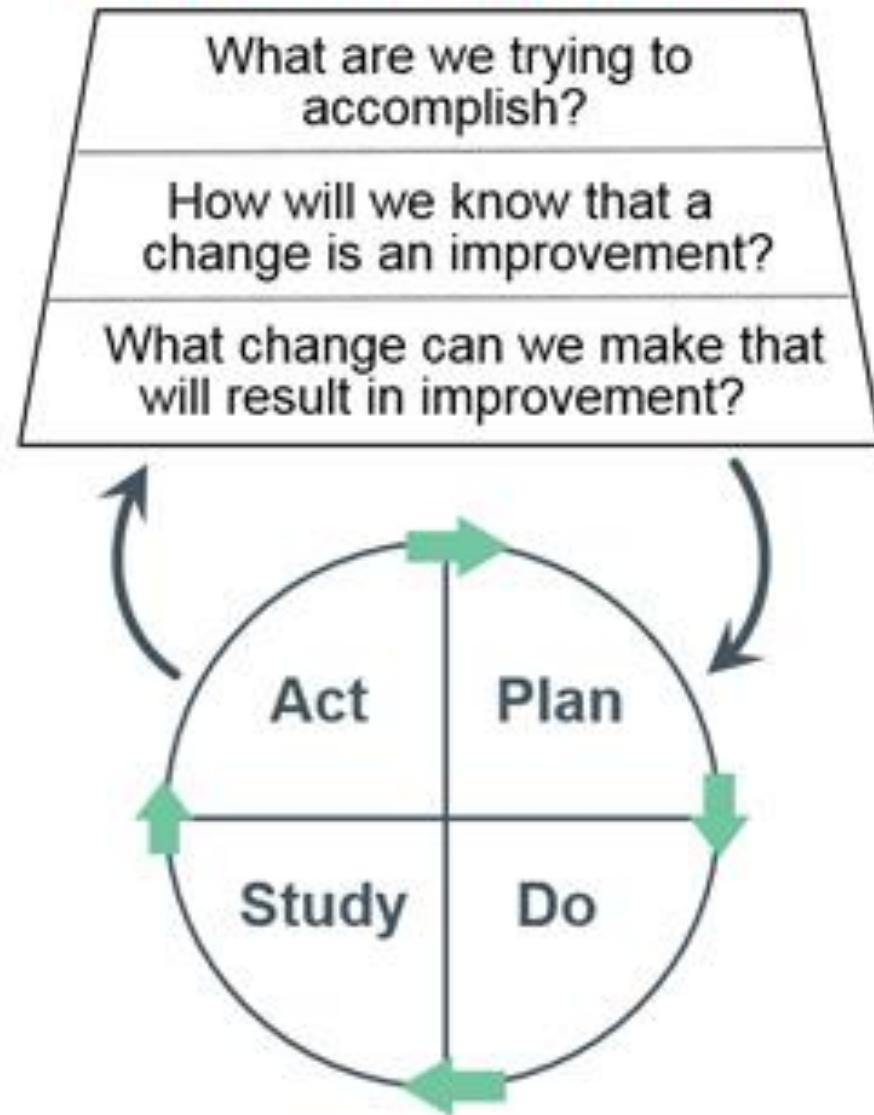 What are we trying to
accomplish?
How will we know that a
change is an improvement?
What change can we make that
will result in improvement?
Act
Plan
Study
Do